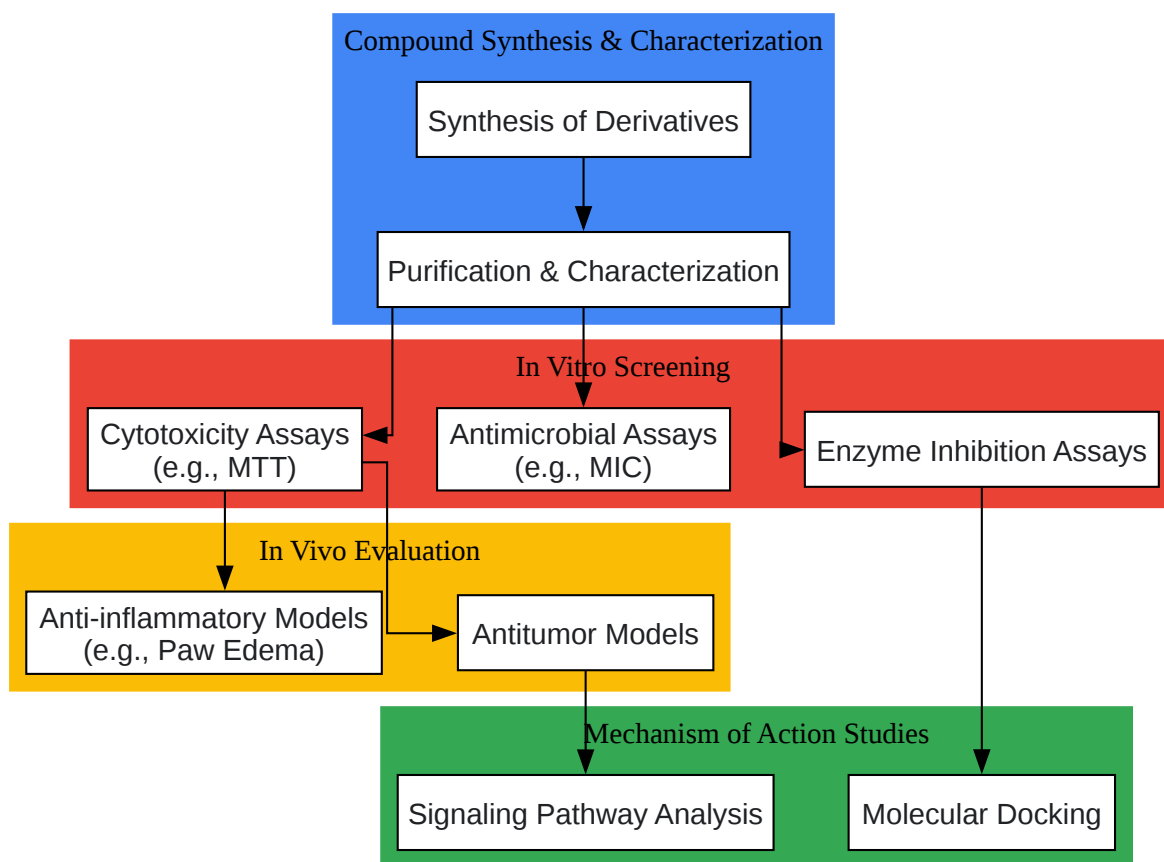 Compound Synthesis & Characterization
Synthesis of Derivatives
Purification & Characterization
In Vitro Screening
Cytotoxicity Assays
(e.g., MTT)
Antimicrobial Assays
(e.g., MIC)
Enzyme Inhibition Assays
In Vivo Evaluation
Anti-inflammatory Models
(e.g., Paw Edema)
Antitumor Models
Mechanism of Action Studies
Signaling Pathway Analysis
Molecular Docking